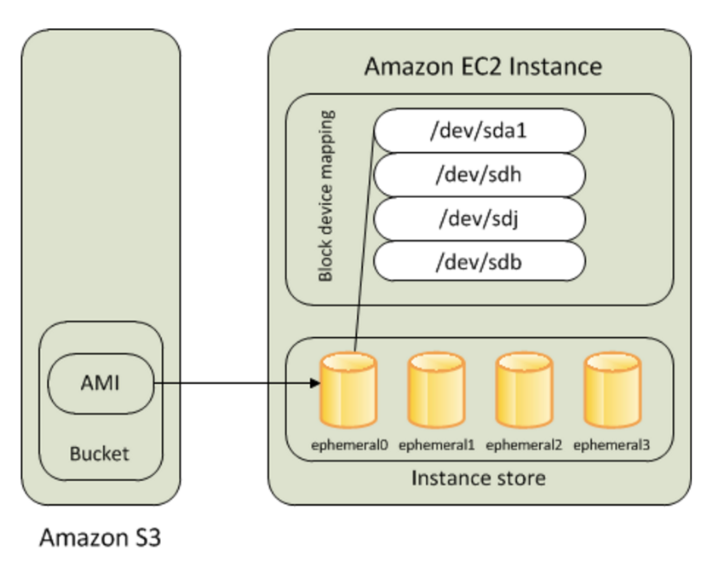 Amazon EC2 Instance
Block device mapping
/dev/sda1
/dev/sdh
/dev/sdj
/dev/sdb
AMI
Bucket
ephemeral0
ephemeral1
ephemeral2
ephemeral3
Instance store
Amazon S3